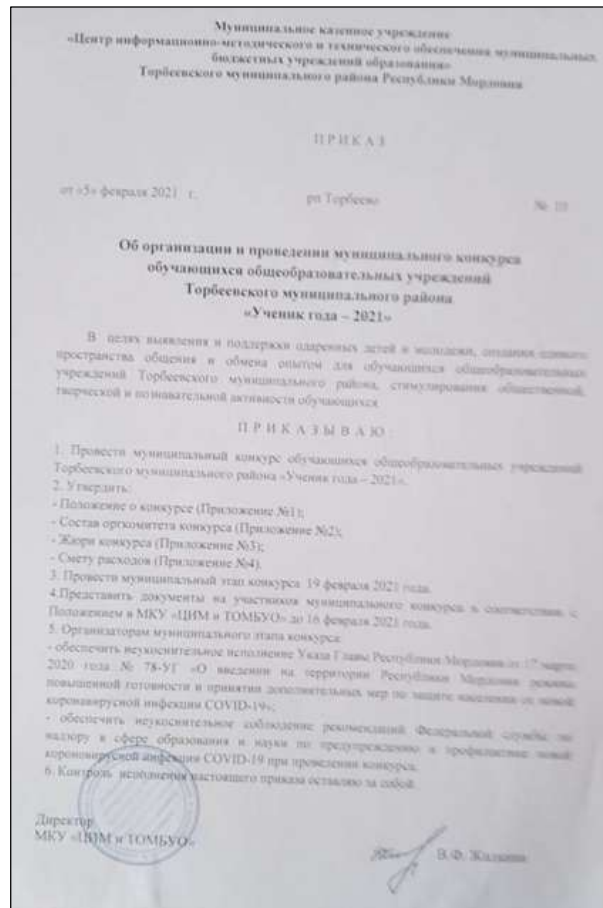 Муниципальное казенное учреждение
«Центр информационно-методического и технического обеспечения муниципальных
бюджетных учреждений образования»
Торбеевского муниципального района Республики Мордовия
П Р И К А З
от «5» февраля 2021 г. рп Торбеево №
Об организации и проведении муниципального конкурса
обучающихся общеобразовательных учреждений
Торбеевского муниципального района
«Ученик года – 2021»
В целях выявления и поддержки одаренных детей и молодежи, создания единого
пространства общения и обмена опытом для обучающихся общеобразовательных
учреждений Торбеевского муниципального района, стимулирования общественной,
творческой и познавательной активности обучающихся
П Р И К А З Ы В А Ю :
1. Провести муниципальный конкурс обучающихся общеобразовательных учреждений
Торбеевского муниципального района «Ученик года – 2021».
2. Утвердить:
- Положение о конкурсе (Приложение №1);
- Состав оргкомитета конкурса (Приложение №2);
- Жюри конкурса (Приложение №3);
- Смету расходов (Приложение №4).
3. Провести муниципальный этап конкурса 19 февраля 2021 года.
4.Представить документы на участников муниципального конкурса в соответствии с
Положением в МКУ «ЦИМ и ТОМБУО» до 16 февраля 2021 года.
5. Организаторам муниципального этапа конкурса:
- обеспечить неукоснительное исполнение Указа Главы Республики Мордовия от 17 марта
2020 года № 78-УГ «О введении на территории Республики Мордовия режима
повышенной готовности и принятии дополнительных мер по защите населения от новой
коронавирусной инфекции COVID-19»;
- обеспечить неукоснительное соблюдение рекомендаций Федеральной службы по
надзору в сфере образования и науки по предупреждению и профилактике новой
короновирусной инфекции COVID-19 при проведении конкурса.
6. Контроль исполнения настоящего приказа оставляю за собой.
Директор
МКУ «ЦИМ и ТОМБУО» В.Ф.